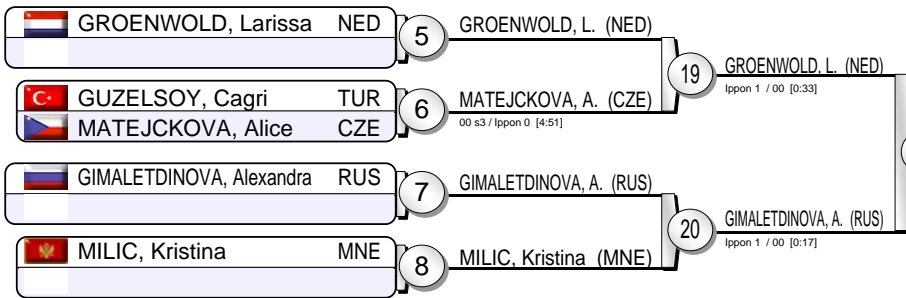 GROENWOLD, Larissa NED
5
GROENWOLD, L. (NED)
19
GROENWOLD, L. (NED)
Ippon 1 / 00 [0:33]
GUZELSOY, Cagri TUR
MATEJCKOVA, Alice CZE
6
MATEJCKOVA, A. (CZE)
00 s3 / Ippon 0 [4:51]
GIMALETDINOVA, Alexandra RUS
7
GIMALETDINOVA, A. (RUS)
20
GIMALETDINOVA, A. (RUS)
Ippon 1 / 00 [0:17]
MILIC, Kristina MNE
8
MILIC, Kristina (MNE)